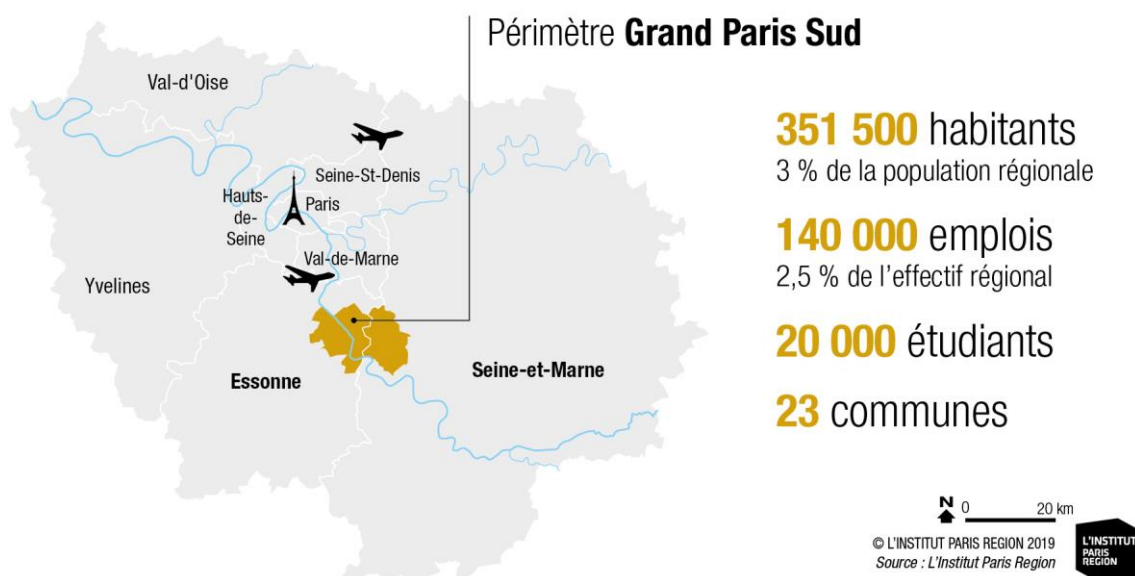 Périmètre Grand Paris Sud
Val-d'Oise
Seine-St-Denis
Hauts-
de-
Seine
Paris
Val-de-Marne
Yvelines
Essonne
Seine-et-Marne
351 500 habitants
3 % de la population régionale
140 000 emplois
2,5 % de l’effectif régional
20 000 étudiants
23 communes
N 0 20 km
© L'INSTITUT PARIS REGION 2019
Source : L'Institut Paris Region
L'INSTITUT
PARIS
REGION